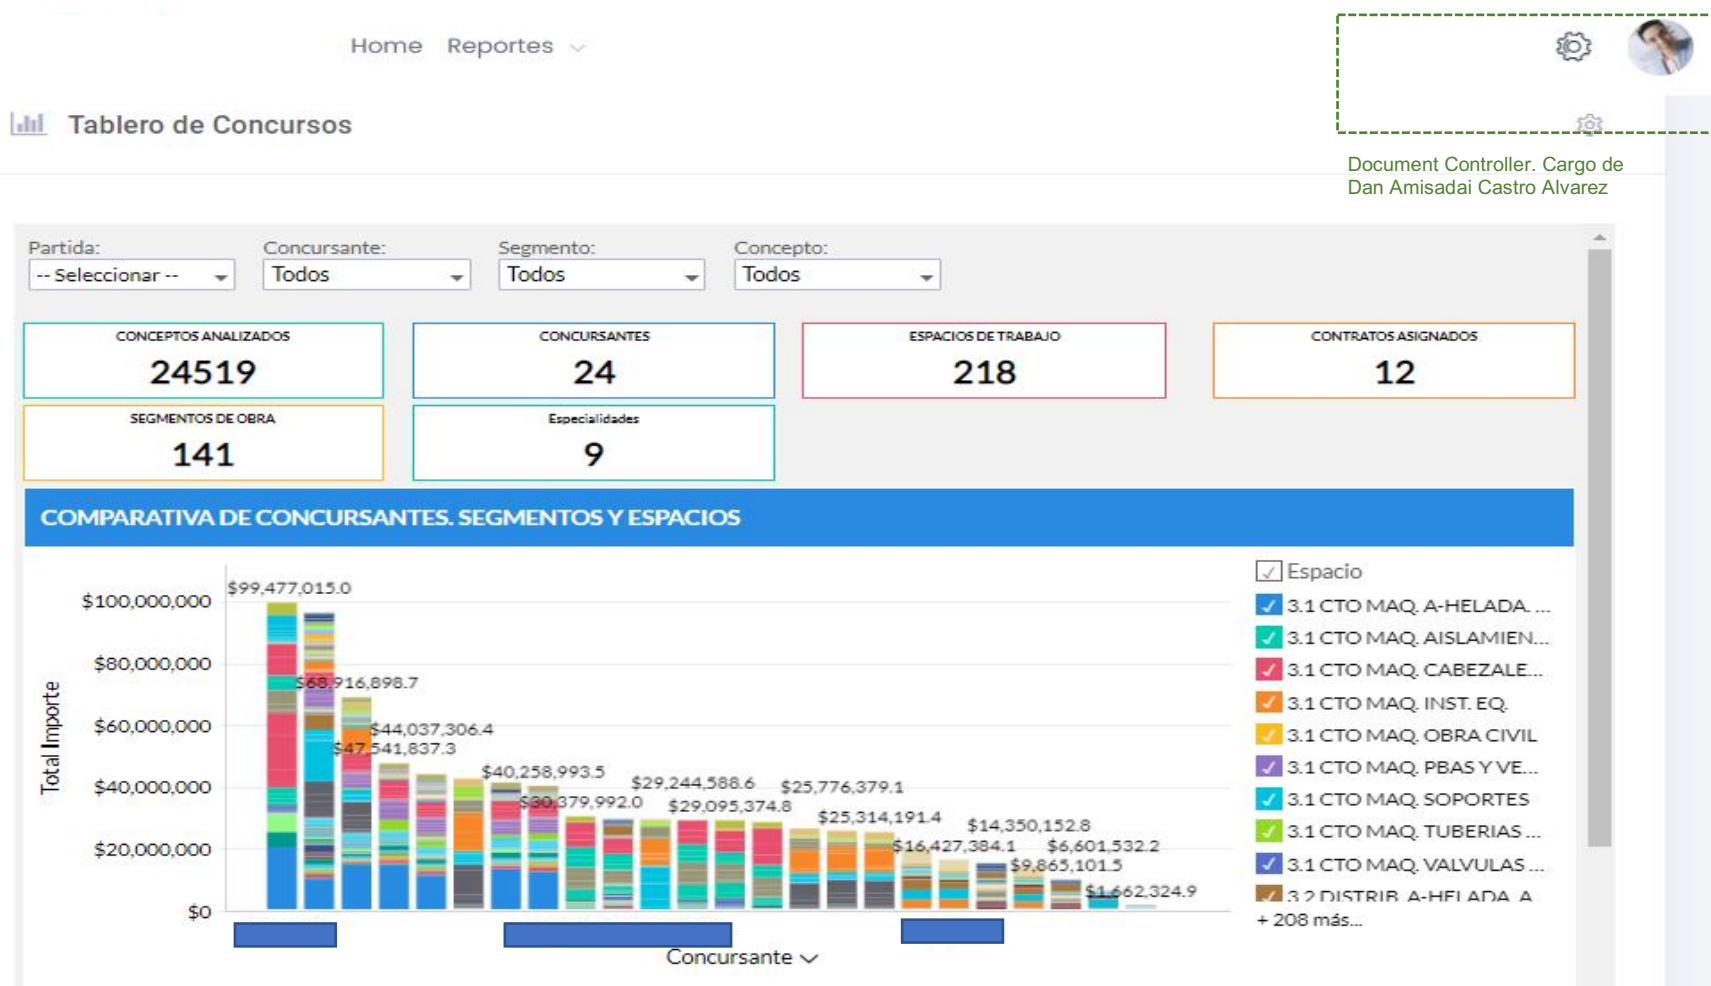 Home Reportes
Tablero de Concursos
Document Controller. Cargo de
Dan Amisadai Castro Alvarez
Partida: Concursante: Segmento: Concepto:
-- Seleccionar -- Todos Todos Todos
CONCEPTOS ANALIZADOS
24519
CONCURSANTES
24
ESPACIOS DE TRABAJO
218
CONTRATOS ASIGNADOS
12
SEGMENTOS DE OBRA
141
Especialidades
9
COMPARATIVA DE CONCURSANTES. SEGMENTOS Y ESPACIOS
Total Importe
$100,000,000
$80,000,000
$60,000,000
$40,000,000
$20,000,000
$0
$99,477,015.0
$68,916,898.7
$44,037,306.4
$47,541,837.3
$40,258,993.5
$30,379,992.0
$29,244,588.6
$29,095,374.8
$25,776,379.1
$25,314,191.4
$16,427,384.1
$14,350,152.8
$6,601,532.2
$9,865,101.5
$1,662,324.9
Concursante
Espacio
3.1 CTO MAQ. A-HELADA. ...
3.1 CTO MAQ. AISLAMIEN...
3.1 CTO MAQ. CABEZALE...
3.1 CTO MAQ. INST. EQ.
3.1 CTO MAQ. OBRA CIVIL
3.1 CTO MAQ. PBAS Y VE...
3.1 CTO MAQ. SOPORTES
3.1 CTO MAQ. TUBERIAS ...
3.1 CTO MAQ. VALVULAS ...
3.2 DISTRIB. A-HELADA. A
+ 208 más...